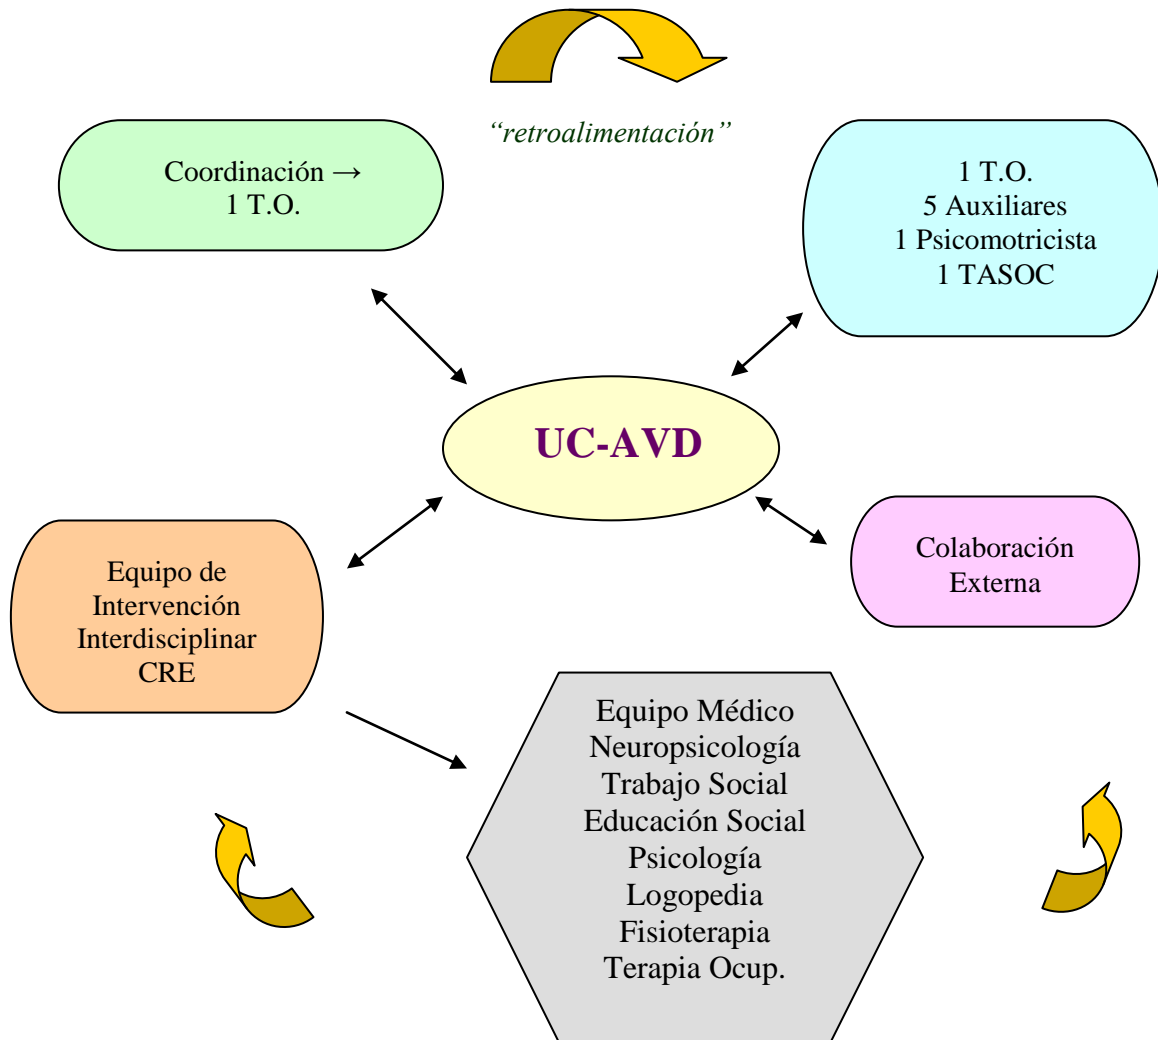 “retroalimentación”
Coordinación →
1 T.O.
1 T.O.
5 Auxiliares
1 Psicomotricista
1 TASOC
UC-AVD
Equipo de
Intervención
Interdisciplinar
CRE
Colaboración
Externa
Equipo Médico
Neuropsicología
Trabajo Social
Educación Social
Psicología
Logopedia
Fisioterapia
Terapia Ocup.